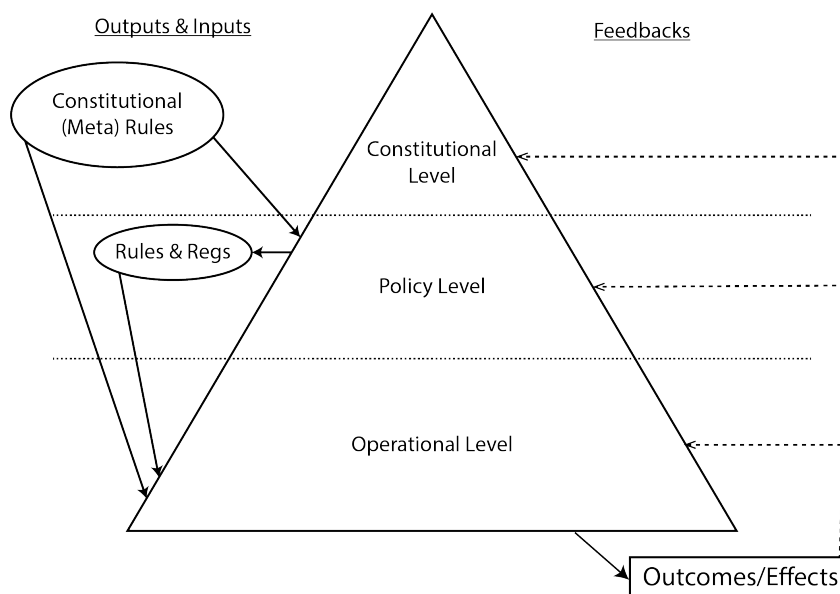 Outputs & Inputs
Feedbacks
Constitutional
(Meta) Rules
Constitutional
Level
Rules & Regs
Policy Level
Operational Level
Outcomes/Effects